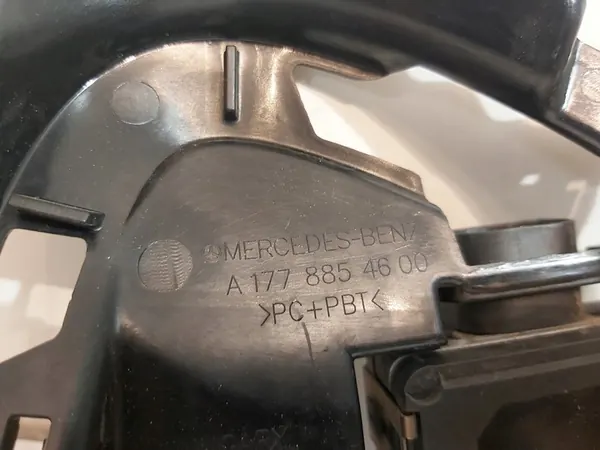 MERCEDES-BENZ
A 177 885 46 00
>PC+PBT<